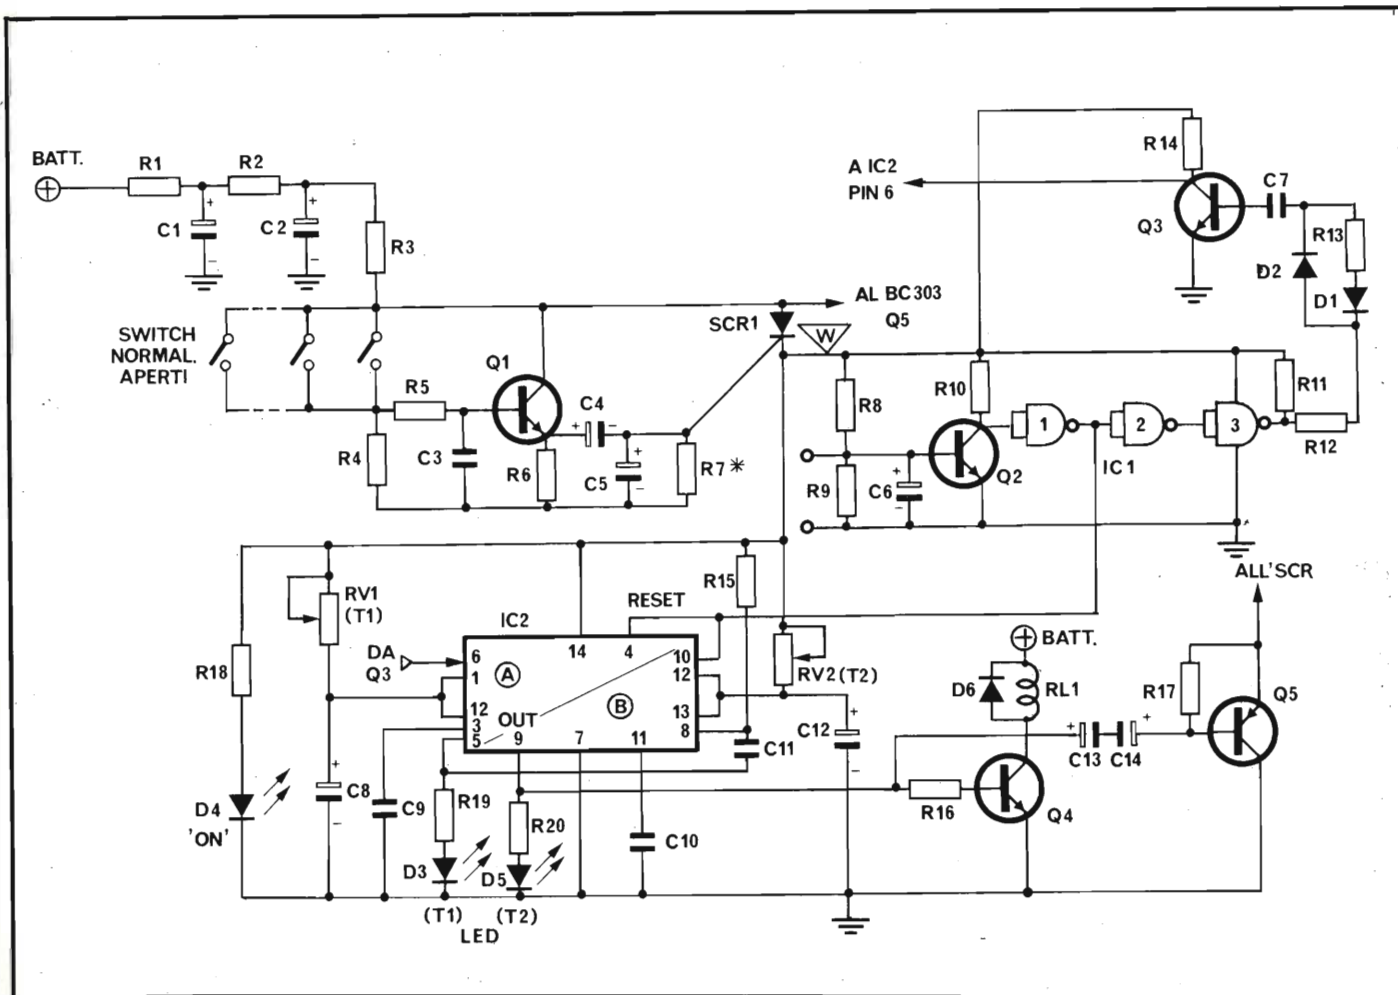 BATT.
R1
R2
C1
+
−
C2
+
−
R3
SWITCH
NORMAL.
APERTI
R5
R4
C3
Q1
C4
+ −
R6
C5
+
−
R7*
SCR1
AL BC303
Q5
W
A IC2
PIN 6
R14
Q3
C7
R13
D2
D1
R8
R9
C6
+
−
R10
Q2
1
2
3
IC1
R11
R12
R18
D4
'ON'
RV1
(T1)
DA
Q3
IC2
RESET
6
14
4
10
1
A
12
12
B
13
3
OUT
8
5
9
7
11
R15
RV2(T2)
C8
+
−
C9
R19
D3
(T1)
R20
D5
(T2)
LED
C10
C11
C12
+
−
BATT.
D6
RL1
R16
Q4
+ +
C13 C14
R17
Q5
ALL'SCR